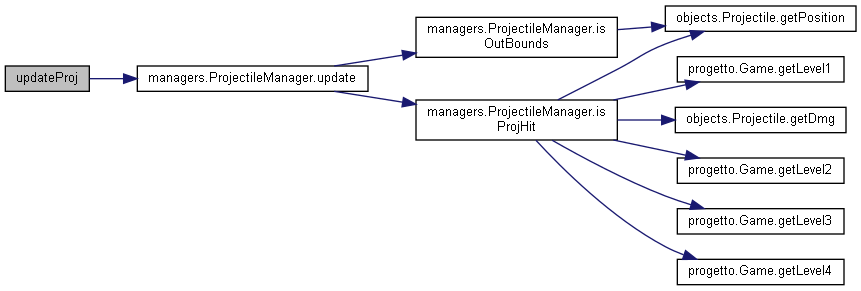 updateProj
managers.ProjectileManager.update
managers.ProjectileManager.is
OutBounds
managers.ProjectileManager.is
ProjHit
objects.Projectile.getPosition
progetto.Game.getLevel1
objects.Projectile.getDmg
progetto.Game.getLevel2
progetto.Game.getLevel3
progetto.Game.getLevel4